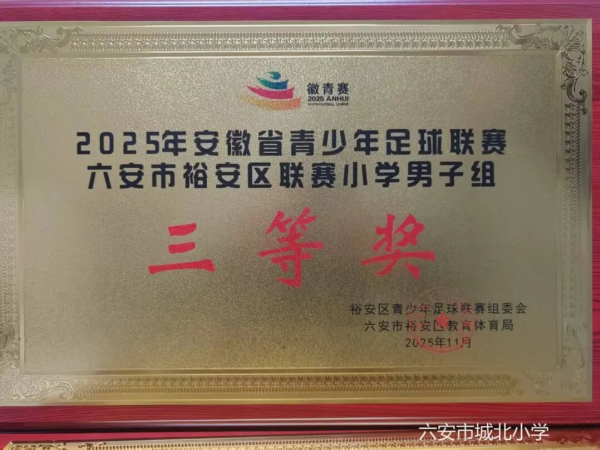 徽青赛
2025 ANHUI
2025年安徽省青少年足球联赛
六安市裕安区联赛小学男子组
三等奖
裕安区青少年足球联赛组委会
六安市裕安区教育体育局
2025年11月
六安市城北小学